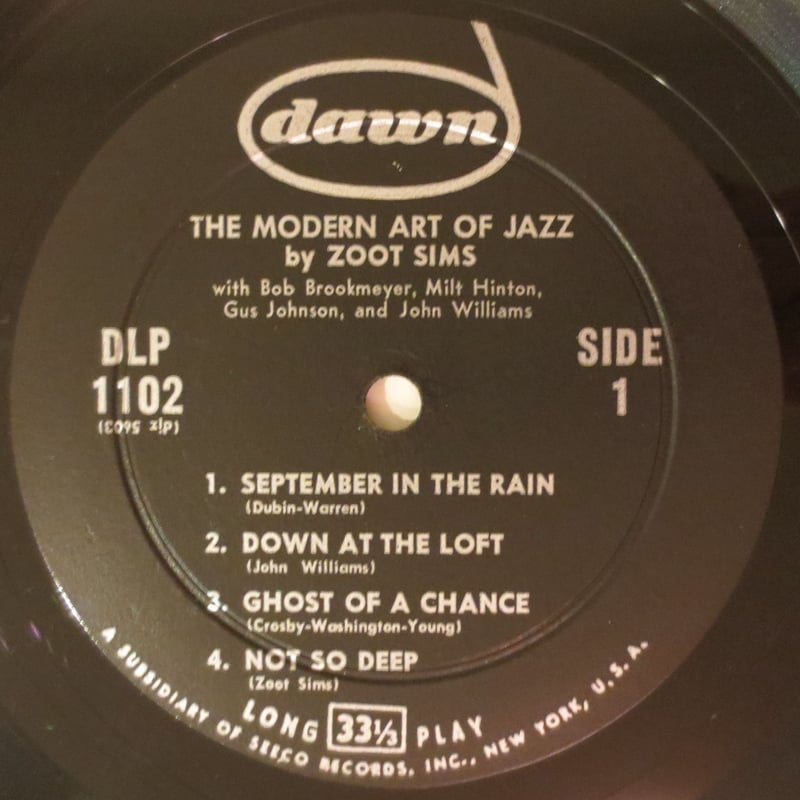 dawn
THE MODERN ART OF JAZZ
by ZOOT SIMS
with Bob Brookmeyer, Milt Hinton,
Gus Johnson, and John Williams
DLP
1102
SIDE
1
1. SEPTEMBER IN THE RAIN
(Dubin-Warren)
2. DOWN AT THE LOFT
(John Williams)
3. GHOST OF A CHANCE
(Crosby-Washington-Young)
4. NOT SO DEEP
(Zoot Sims)
LONG 33⅓ PLAY
A SUBSIDIARY OF SEECO RECORDS, INC., NEW YORK, U. S. A.